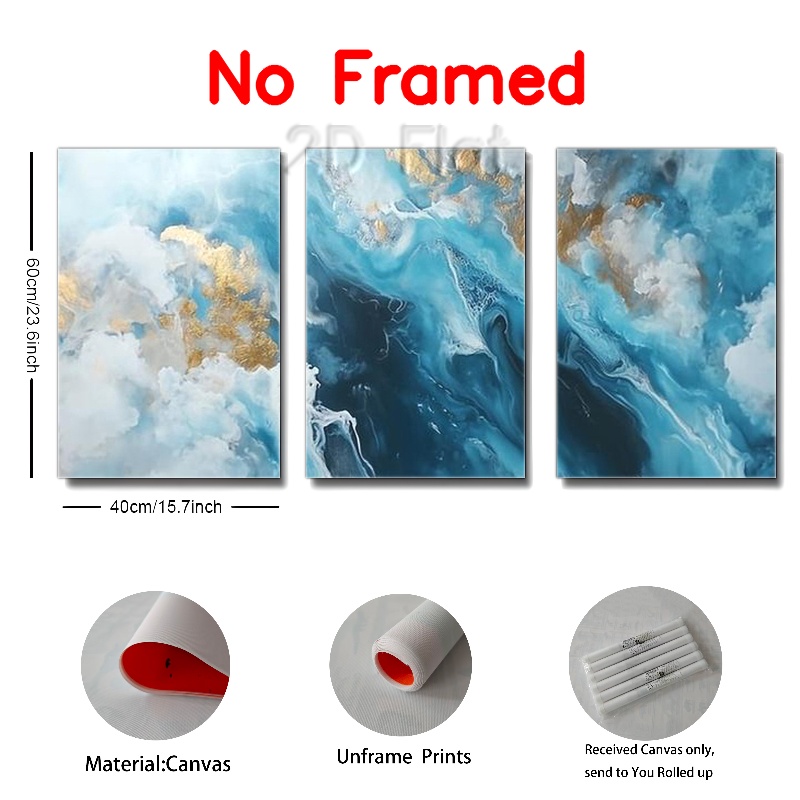 No Framed
2D Flat
60cm/23.6inch
40cm/15.7inch
Material:Canvas
Unframe Prints
Received Canvas only,
send to You Rolled up